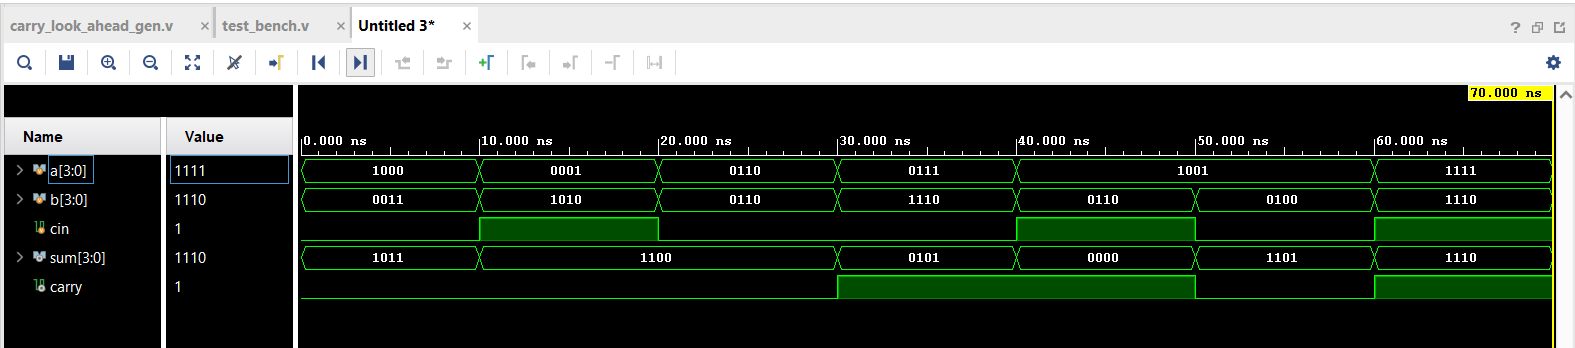 carry_look_ahead_gen.v × test_bench.v × Untitled 3* ×
?
70.000 ns
Name Value
0.000 ns 10.000 ns 20.000 ns 30.000 ns 40.000 ns 50.000 ns 60.000 ns
a[3:0] 1111 1000 0001 0110 0111 1001 1111
b[3:0] 1110 0011 1010 0110 1110 0110 0100 1110
cin 1
sum[3:0] 1110 1011 1100 0101 0000 1101 1110
carry 1